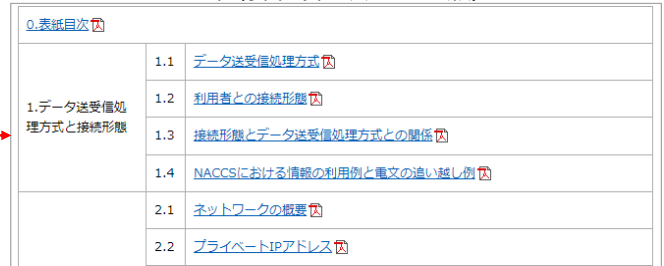 0.表紙目次
1.データ送受信処
理方式と接続形態
1.1 データ送受信処理方式
1.2 利用者との接続形態
1.3 接続形態とデータ送受信処理方式との関係
1.4 NACCSにおける情報の利用例と電文の追い越し例
2.1 ネットワークの概要
2.2 プライベートIPアドレス